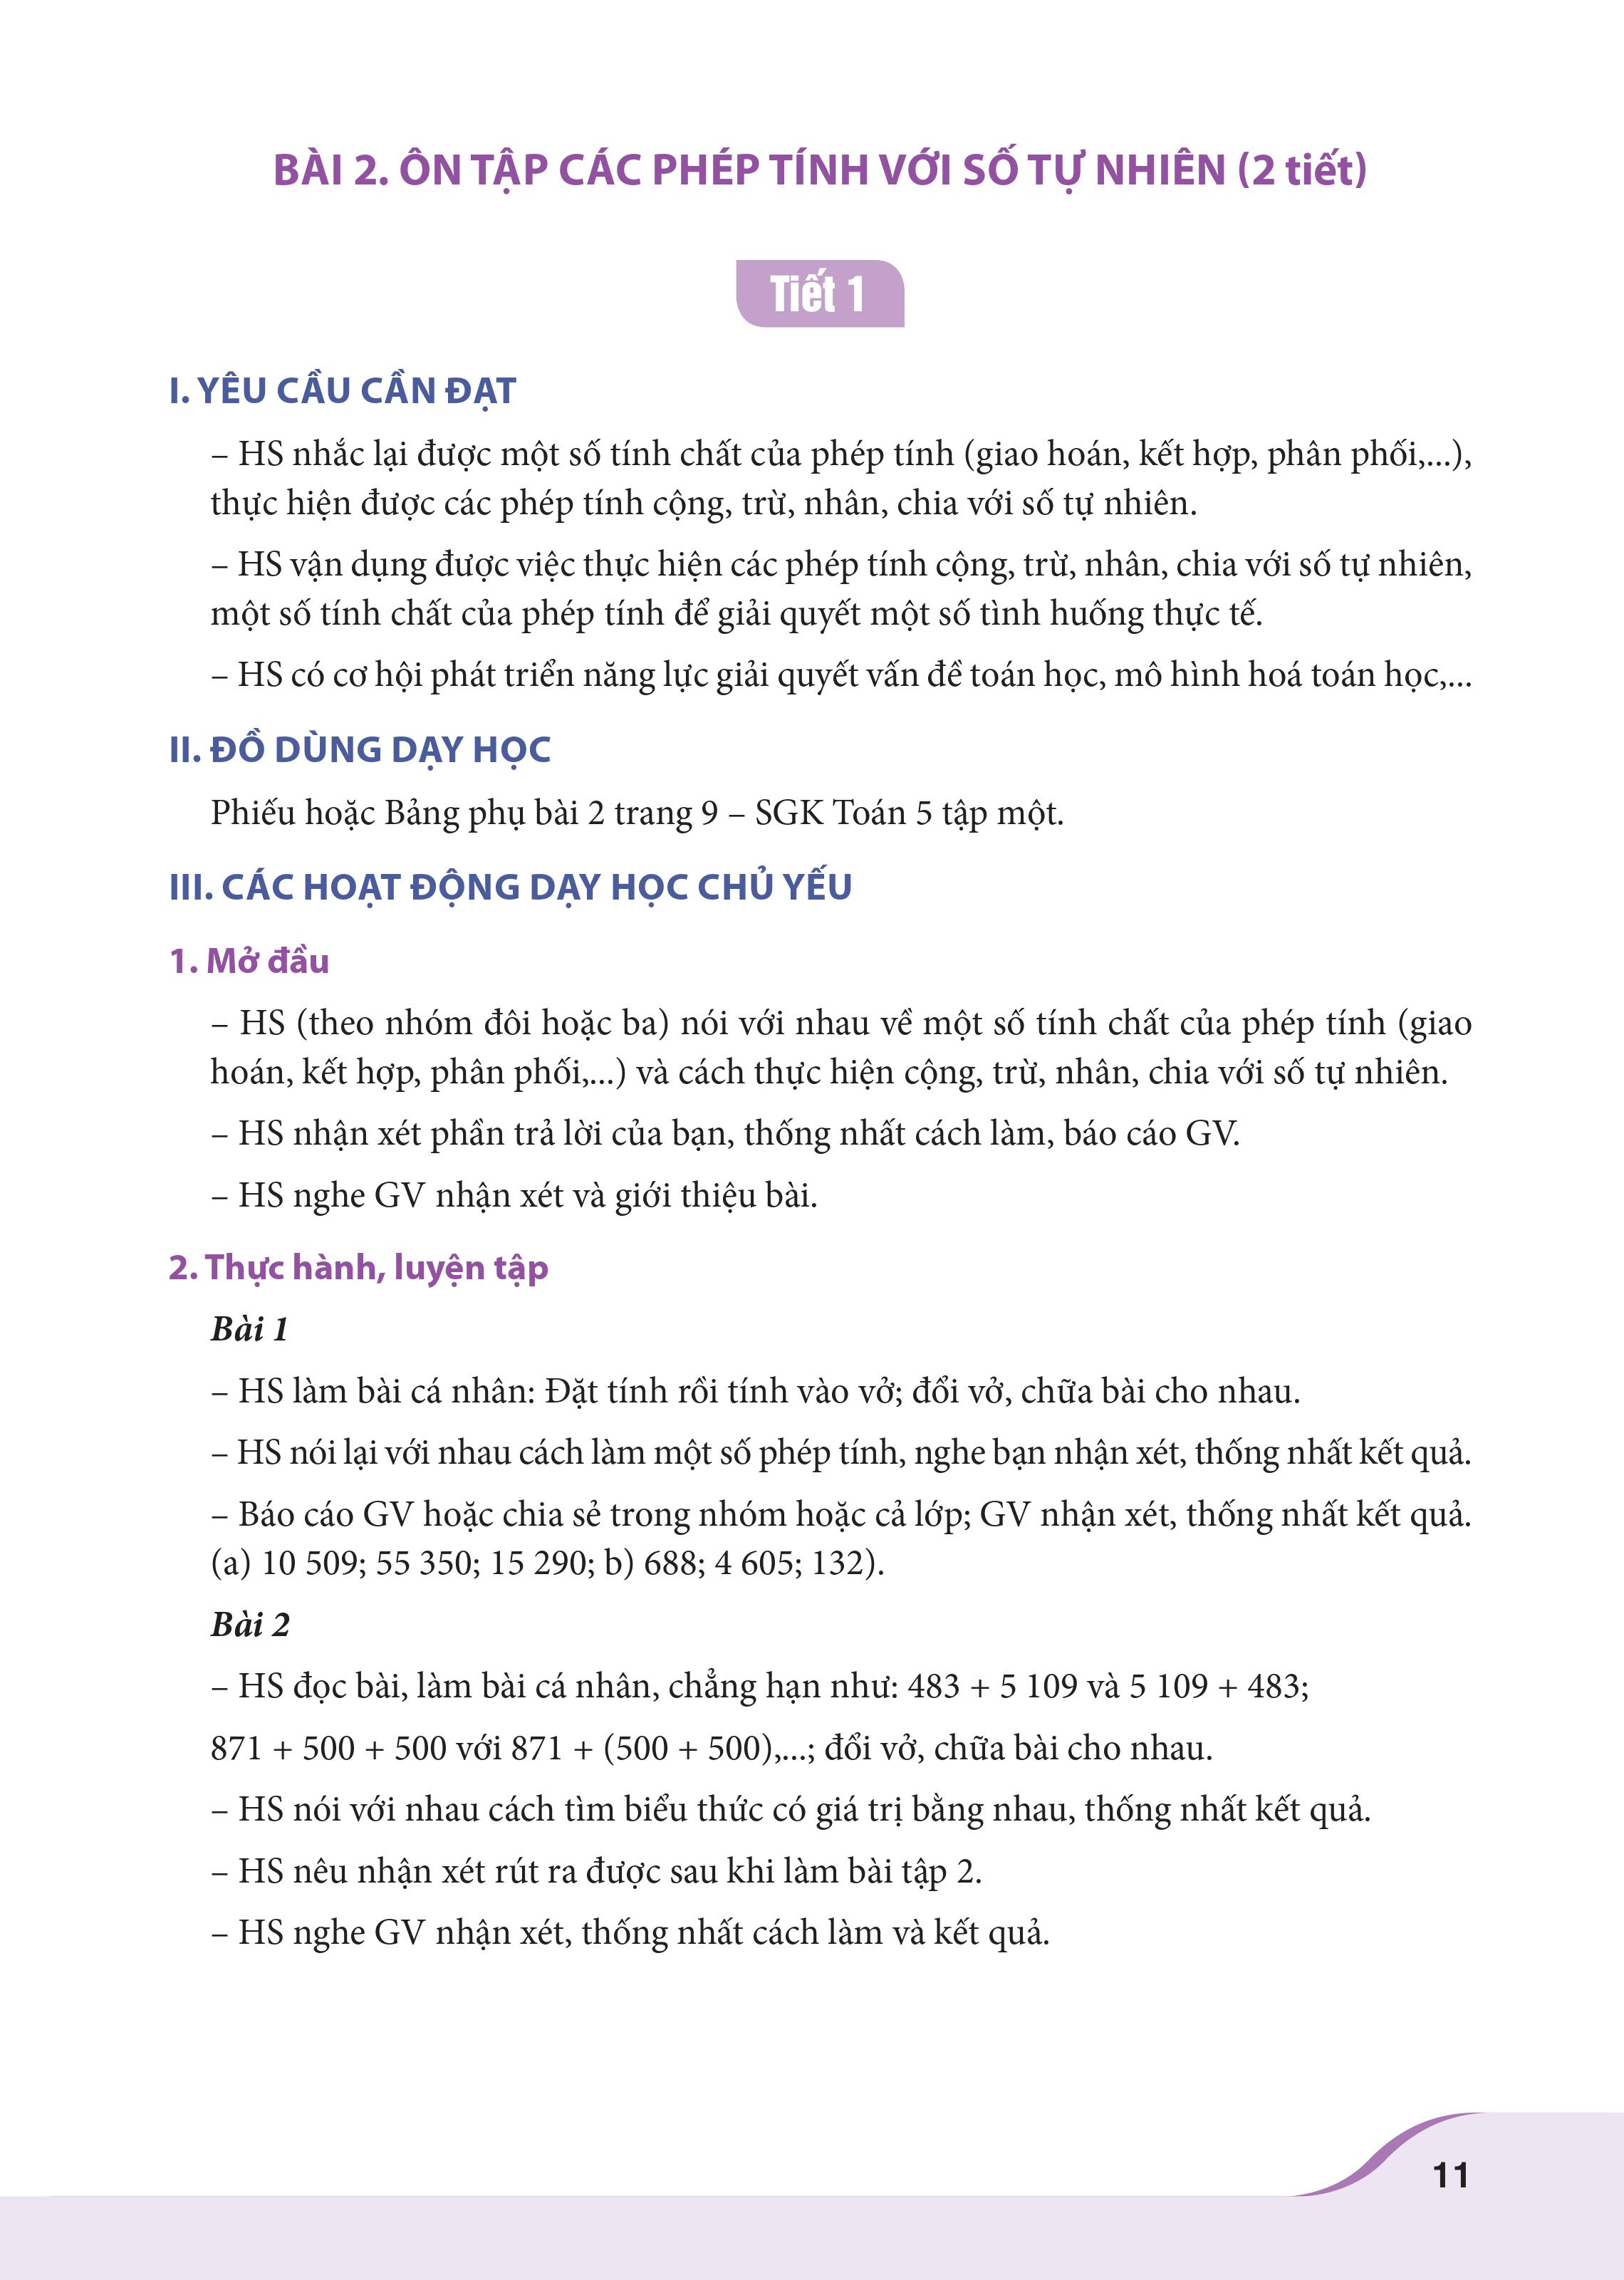 BÀI 2. ÔN TẬP CÁC PHÉP TÍNH VỚI SỐ TỰ NHIÊN (2 tiết)
Tiết 1
I. YÊU CẦU CẦN ĐẠT
– HS nhắc lại được một số tính chất của phép tính (giao hoán, kết hợp, phân phối,...),
thực hiện được các phép tính cộng, trừ, nhân, chia với số tự nhiên.
– HS vận dụng được việc thực hiện các phép tính cộng, trừ, nhân, chia với số tự nhiên,
một số tính chất của phép tính để giải quyết một số tình huống thực tế.
– HS có cơ hội phát triển năng lực giải quyết vấn đề toán học, mô hình hoá toán học,...
II. ĐỒ DÙNG DẠY HỌC
Phiếu hoặc Bảng phụ bài 2 trang 9 – SGK Toán 5 tập một.
III. CÁC HOẠT ĐỘNG DẠY HỌC CHỦ YẾU
1. Mở đầu
– HS (theo nhóm đôi hoặc ba) nói với nhau về một số tính chất của phép tính (giao
hoán, kết hợp, phân phối,...) và cách thực hiện cộng, trừ, nhân, chia với số tự nhiên.
– HS nhận xét phần trả lời của bạn, thống nhất cách làm, báo cáo GV.
– HS nghe GV nhận xét và giới thiệu bài.
2. Thực hành, luyện tập
Bài 1
– HS làm bài cá nhân: Đặt tính rồi tính vào vở; đổi vở, chữa bài cho nhau.
– HS nói lại với nhau cách làm một số phép tính, nghe bạn nhận xét, thống nhất kết quả.
– Báo cáo GV hoặc chia sẻ trong nhóm hoặc cả lớp; GV nhận xét, thống nhất kết quả.
(a) 10 509; 55 350; 15 290; b) 688; 4 605; 132).
Bài 2
– HS đọc bài, làm bài cá nhân, chẳng hạn như: 483 + 5 109 và 5 109 + 483;
871 + 500 + 500 với 871 + (500 + 500),...; đổi vở, chữa bài cho nhau.
– HS nói với nhau cách tìm biểu thức có giá trị bằng nhau, thống nhất kết quả.
– HS nêu nhận xét rút ra được sau khi làm bài tập 2.
– HS nghe GV nhận xét, thống nhất cách làm và kết quả.
11